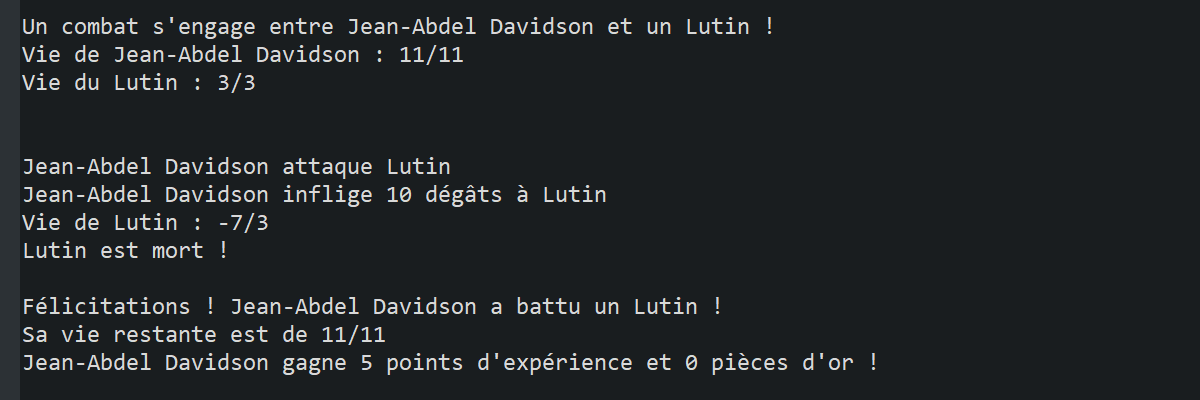 Un combat s'engage entre Jean-Abdel Davidson et un Lutin !
Vie de Jean-Abdel Davidson : 11/11
Vie du Lutin : 3/3
Jean-Abdel Davidson attaque Lutin
Jean-Abdel Davidson inflige 10 dégâts à Lutin
Vie de Lutin : -7/3
Lutin est mort !
Félicitations ! Jean-Abdel Davidson a battu un Lutin !
Sa vie restante est de 11/11
Jean-Abdel Davidson gagne 5 points d'expérience et 0 pièces d'or !